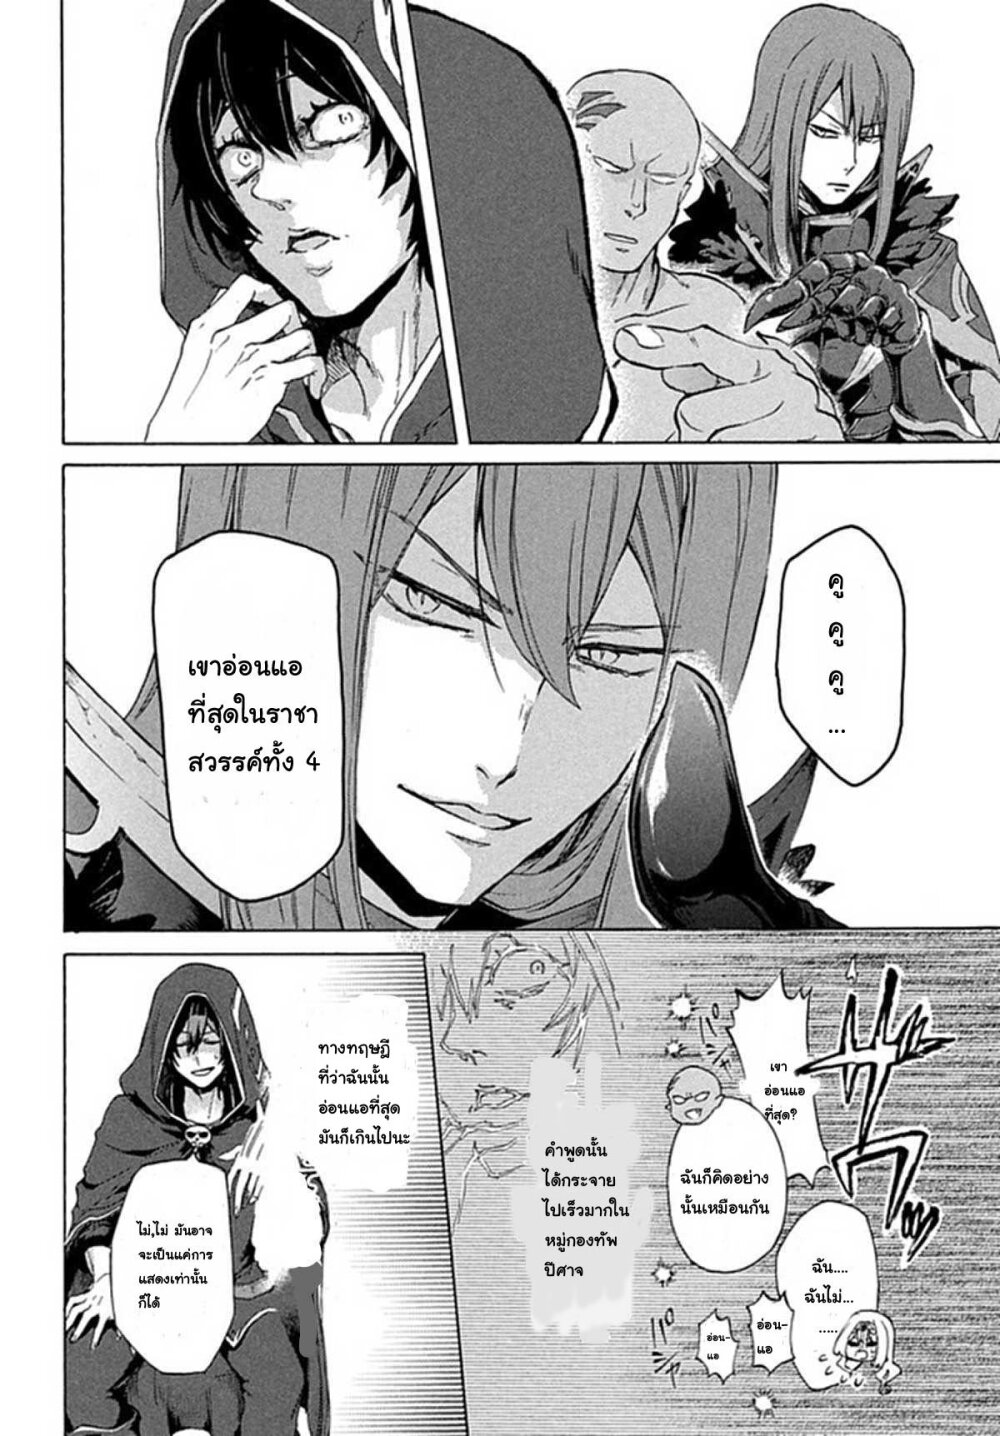 คู
คู
คู
...
เขาอ่อนแอ
ที่สุดในราชา
สวรรค์ทั้ง 4
เขา
อ่อนแอ
ที่สุด?
ฉันก็คิดอย่าง
นั้นเหมือนกัน
ฉัน....
ฉันไม่...
.....
อ่อน-
แอ
อ่อน-
แอ
คำพูดนั้น
ได้กระจาย
ไปเร็วมากใน
หมู่กองทัพ
ปีศาจ
ทางทฤษฎี
ที่ว่าฉันนั้น
อ่อนแอที่สุด
มันก็เกินไปนะ
ไม่,ไม่ มันอาจ
จะเป็นแค่การ
แสดงเท่านั้น
ก็ได้